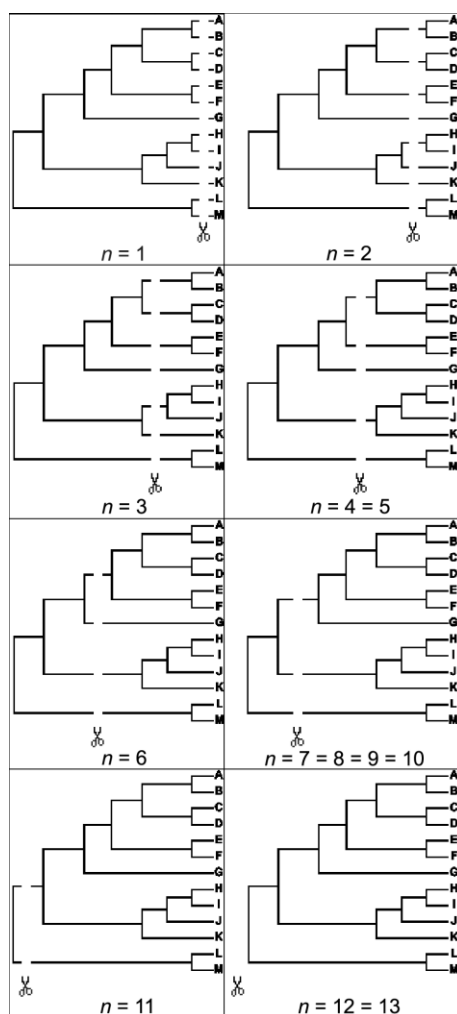 A
B
C
D
E
F
G
H
I
J
K
L
M
n = 1
A
B
C
D
E
F
G
H
I
J
K
L
M
n = 2
A
B
C
D
E
F
G
H
I
J
K
L
M
n = 3
A
B
C
D
E
F
G
H
I
J
K
L
M
n = 4 = 5
A
B
C
D
E
F
G
H
I
J
K
L
M
n = 6
A
B
C
D
E
F
G
H
I
J
K
L
M
n = 7 = 8 = 9 = 10
A
B
C
D
E
F
G
H
I
J
K
L
M
n = 11
A
B
C
D
E
F
G
H
I
J
K
L
M
n = 12 = 13